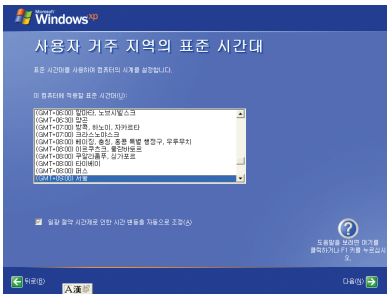 Microsoft
Windows xp
사용자 거주 지역의 표준 시간대
표준 시간대를 사용하여 컴퓨터의 시계를 설정합니다.
이 컴퓨터에 적용할 표준 시간대(U):
(GMT+06:00) 알마티, 노브시빌스크
(GMT+06:30) 양곤
(GMT+07:00) 방콕, 하노이, 자카르타
(GMT+07:00) 크라스노야스크
(GMT+08:00) 베이징, 충칭, 홍콩 특별 행정구, 우루무치
(GMT+08:00) 이르쿠츠크, 울란바토르
(GMT+08:00) 쿠알라룸푸, 싱가포르
(GMT+08:00) 타이베이
(GMT+08:00) 퍼스
(GMT+09:00) 서울
일광 절약 시간제로 인한 시간 변동을 자동으로 조정(A)
도움말을 보려면 여기를
클릭하거나 F1 키를 누르십시
오.
뒤로(B)
다음(N)
A漢